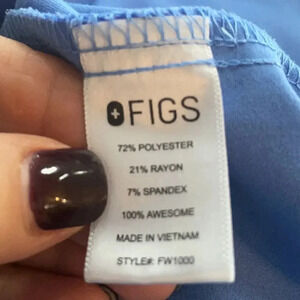 FIGS
72% POLYESTER
21% RAYON
7% SPANDEX
100% AWESOME
MADE IN VIETNAM
STYLE#: FW1000